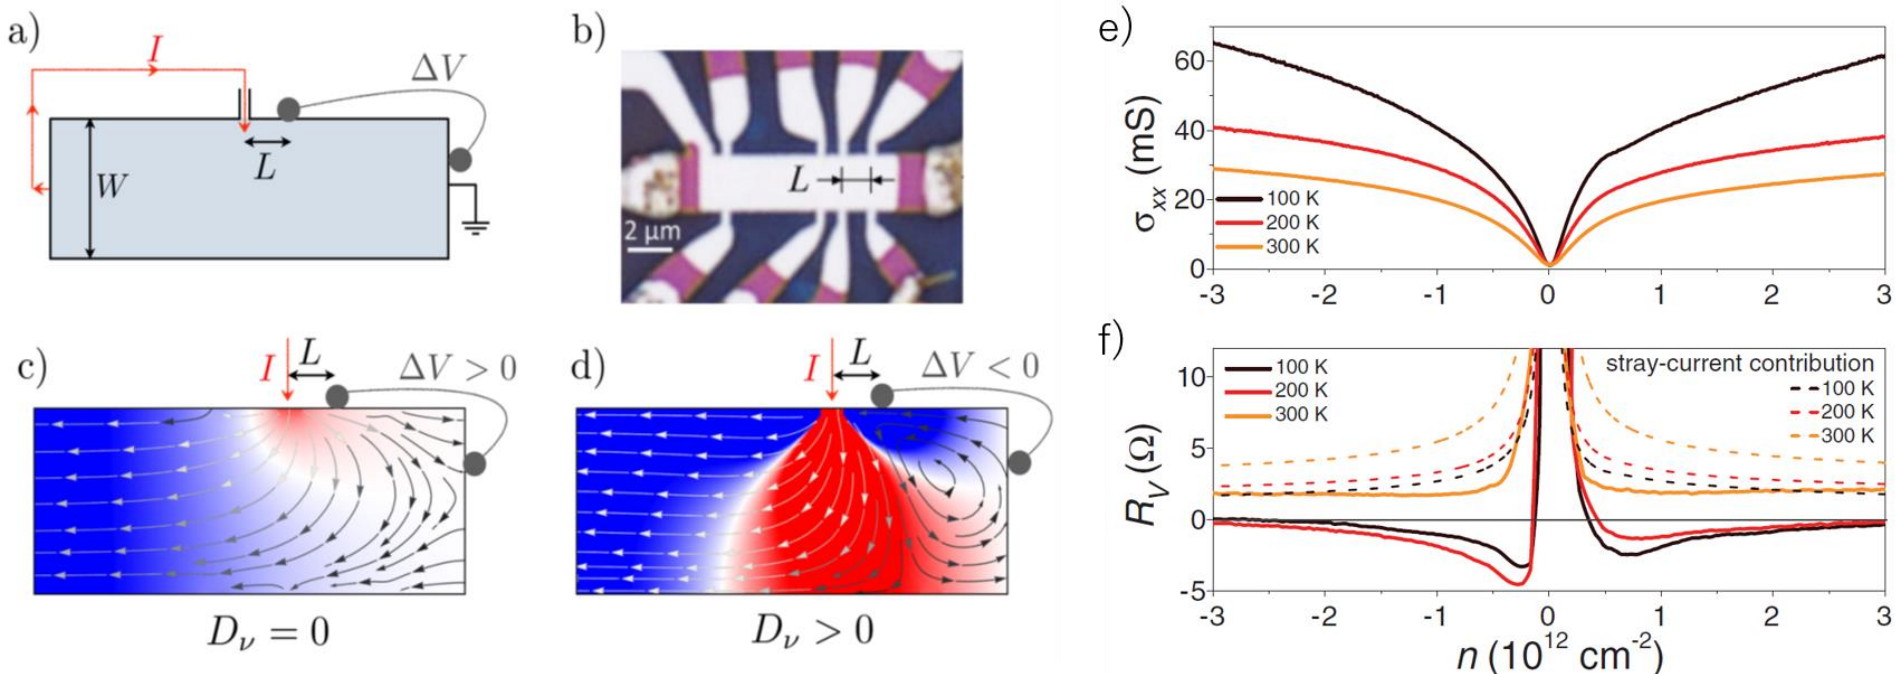 a)
I
ΔV
L
W
b)
L
2 μm
c)
I
L
ΔV > 0
D_ν = 0
d)
I
L
ΔV < 0
D_ν > 0
e)
σ_xx (mS)
60
40
20
0
100 K
200 K
300 K
-3 -2 -1 0 1 2 3
f)
R_V (Ω)
10
5
0
-5
100 K
200 K
300 K
stray-current contribution
100 K
200 K
300 K
-3 -2 -1 0 1 2 3
n (10^12 cm^-2)